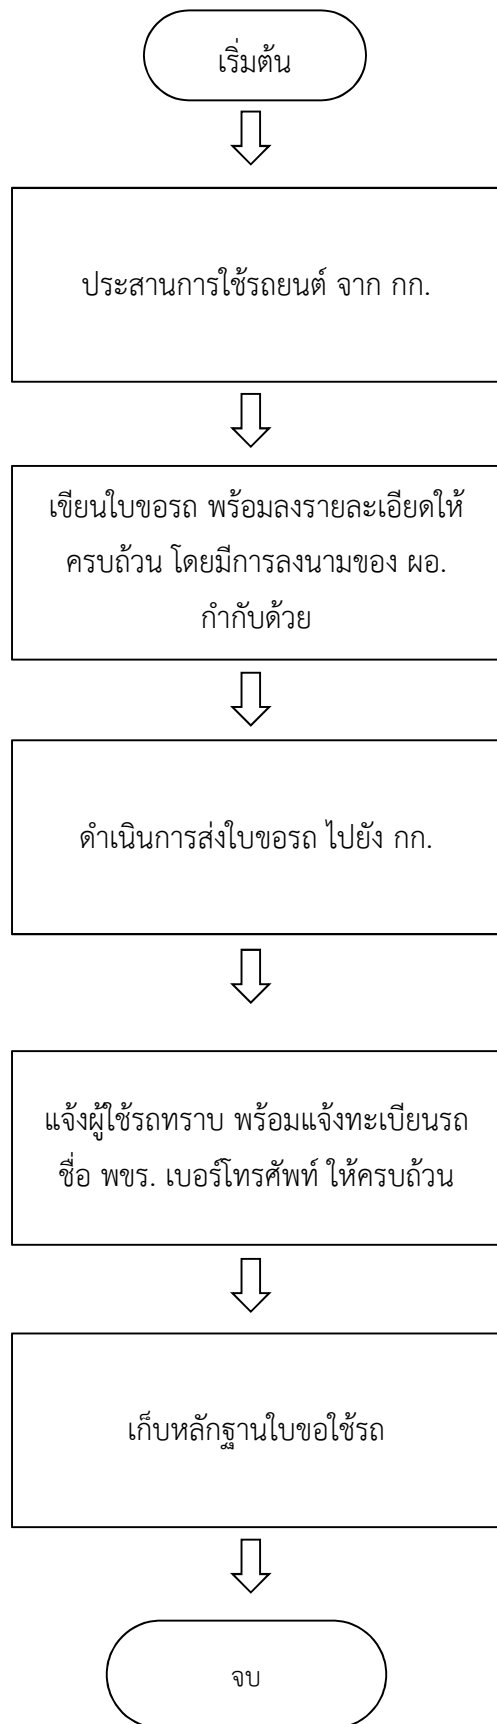 เริ่มต้น
ประสานการใช้รถยนต์ จาก กก.
เขียนใบขอรถ พร้อมลงรายละเอียดให้
ครบถ้วน โดยมีการลงนามของ ผอ.
กำกับด้วย
ดำเนินการส่งใบขอรถ ไปยัง กก.
แจ้งผู้ใช้รถทราบ พร้อมแจ้งทะเบียนรถ
ชื่อ พขร. เบอร์โทรศัพท์ ให้ครบถ้วน
เก็บหลักฐานใบขอใช้รถ
จบ